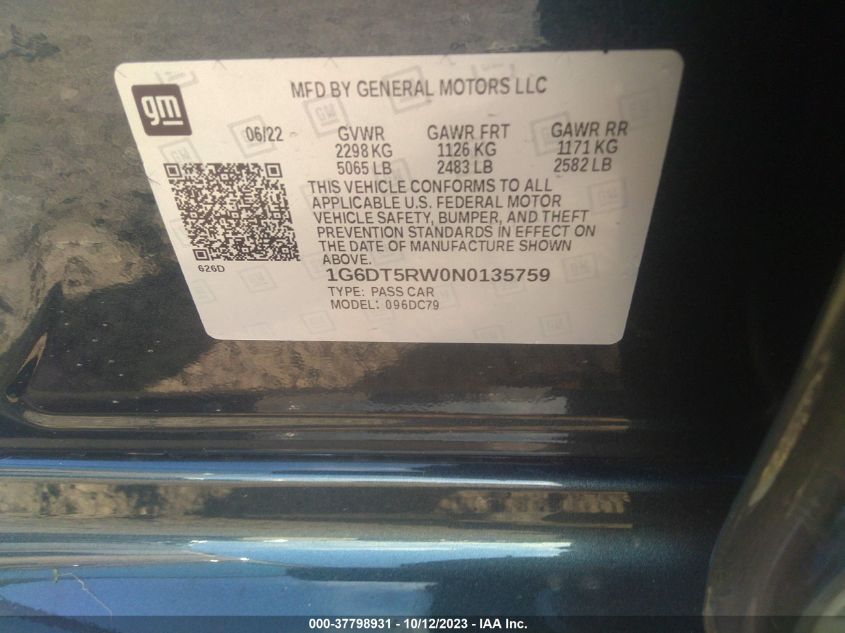 gm
MFD BY GENERAL MOTORS LLC
06/22 GVWR GAWR FRT GAWR RR
2298 KG 1126 KG 1171 KG
5065 LB 2483 LB 2582 LB
THIS VEHICLE CONFORMS TO ALL
APPLICABLE U.S. FEDERAL MOTOR
VEHICLE SAFETY, BUMPER, AND THEFT
PREVENTION STANDARDS IN EFFECT ON
THE DATE OF MANUFACTURE SHOWN
ABOVE.
626D
1G6DT5RW0N0135759
TYPE: PASS CAR
MODEL: 096DC79
000-37798931 - 10/12/2023 - IAA Inc.